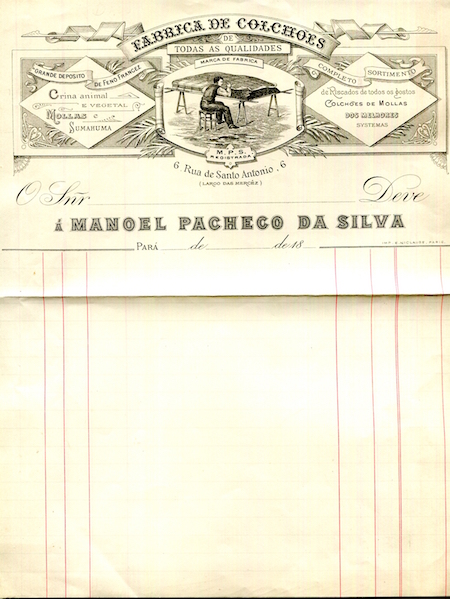 FABRICA DE COLCHOES
DE
TODAS AS QUALIDADES
MARCA DE FABRICA
GRANDE DEPOSITO
DE FENO FRANCEZ
Crina animal
E VEGETAL
MOLLAS e
SUMAHUMA
COMPLETO SORTIMENTO
de Riscados de todos os gostos
COLCHÕES DE MOLLAS
DOS MELHORES
SYSTEMAS
M.P.S.
REGISTRADA
6 Rua de Santo Antonio, 6
(LARGO DAS MERCÊZ)
O Snr Deve
Á MANOEL PACHECO DA SILVA
PARÁ de de 18